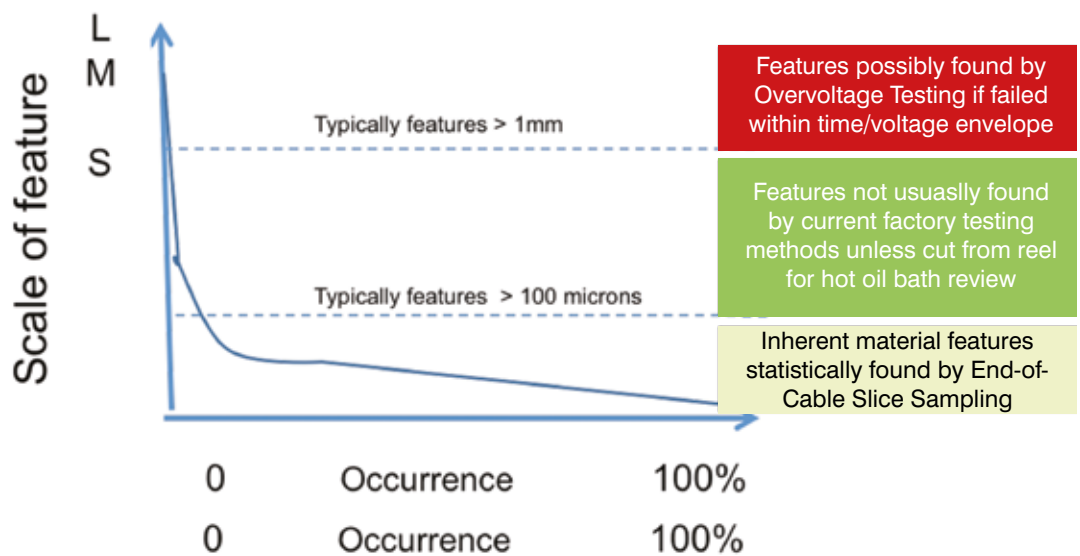 L
M
S
Scale of feature
Typically features > 1mm
Typically features > 100 microns
Features possibly found by
Overvoltage Testing if failed
within time/voltage envelope
Features not usuaslly found
by current factory testing
methods unless cut from reel
for hot oil bath review
Inherent material features
statistically found by End-of-
Cable Slice Sampling
0 Occurrence 100%
0 Occurrence 100%